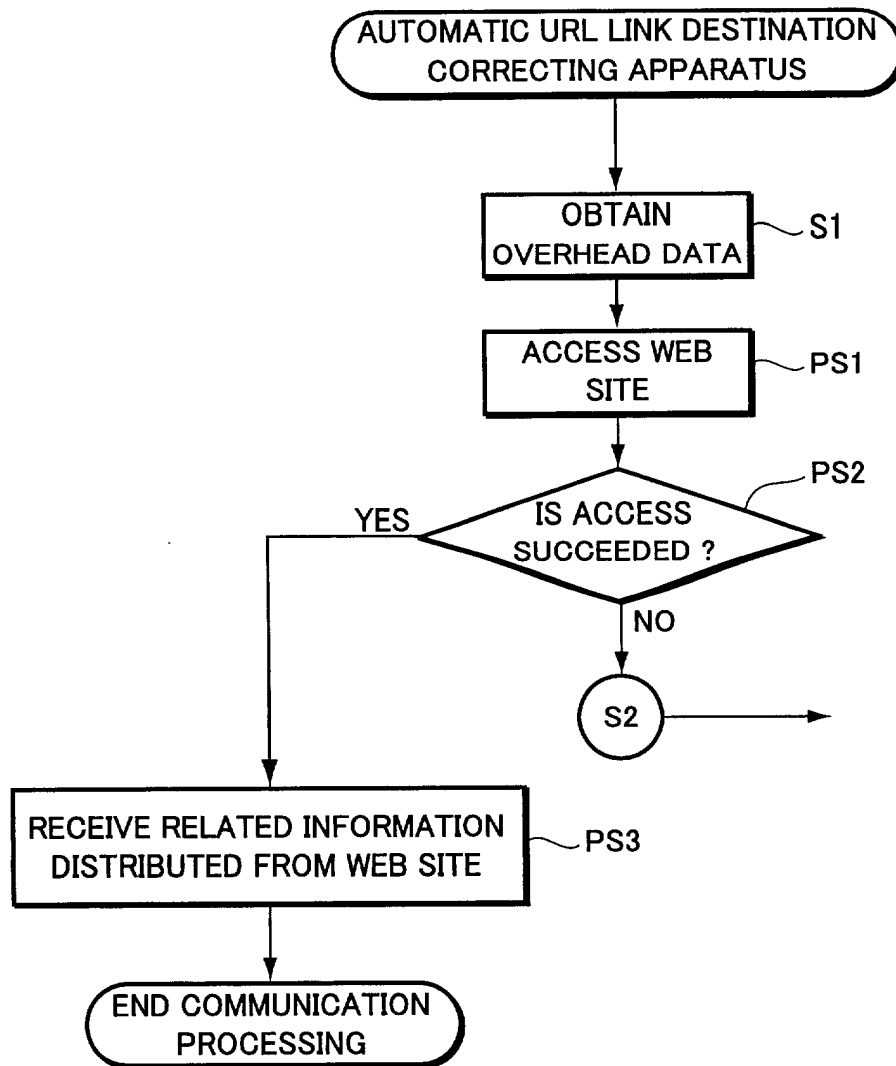 AUTOMATIC URL LINK DESTINATION
CORRECTING APPARATUS
OBTAIN
OVERHEAD DATA
S1
ACCESS WEB
SITE
PS1
PS2
IS ACCESS
SUCCEEDED ?
YES
NO
S2
RECEIVE RELATED INFORMATION
DISTRIBUTED FROM WEB SITE
PS3
END COMMUNICATION
PROCESSING